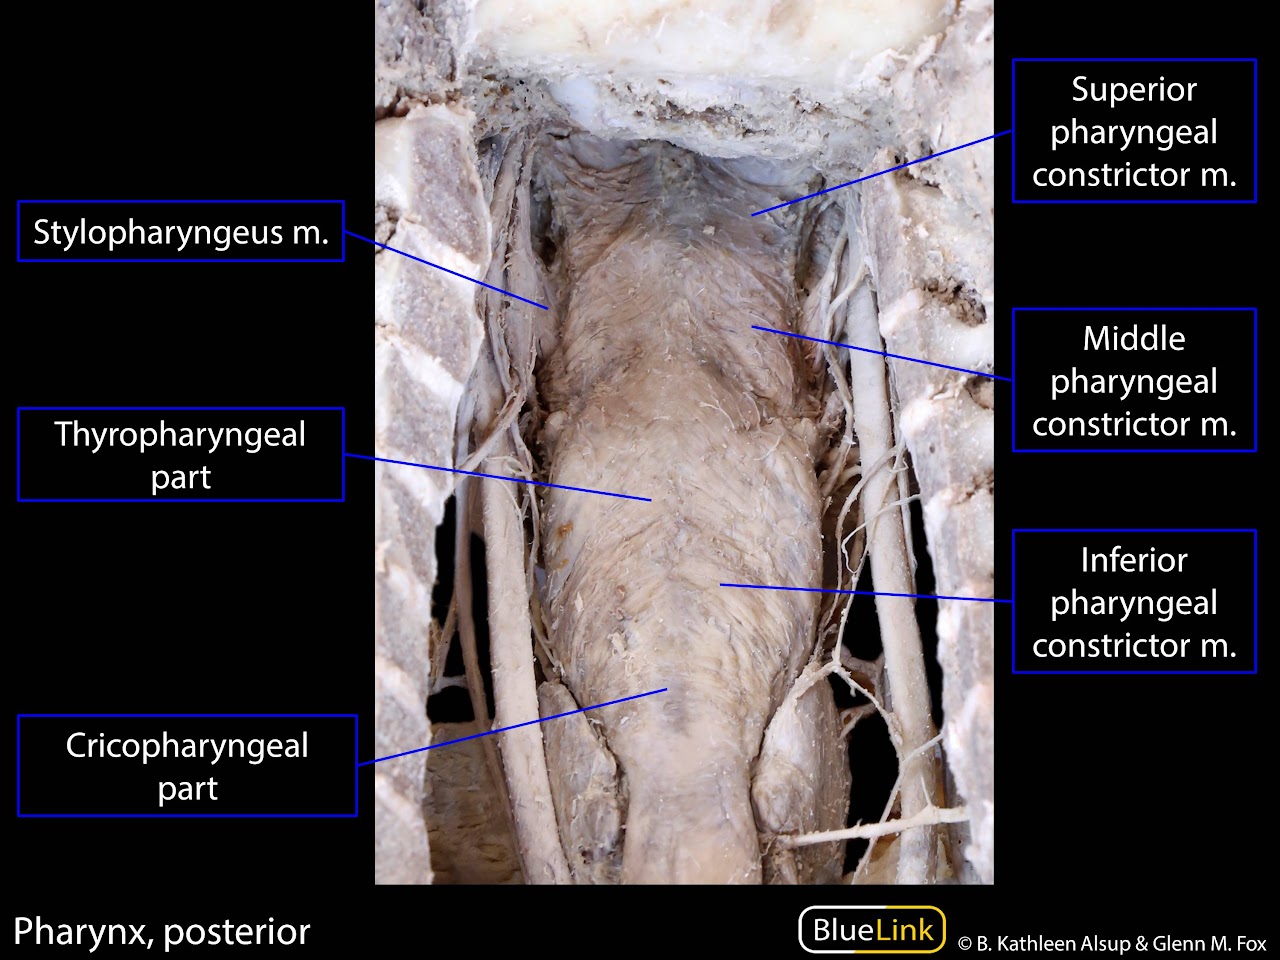 Superior
pharyngeal
constrictor m.
Stylopharyngeus m.
Middle
pharyngeal
constrictor m.
Thyropharyngeal
part
Inferior
pharyngeal
constrictor m.
Cricopharyngeal
part
Pharynx, posterior
BlueLink
© B. Kathleen Alsup & Glenn M. Fox